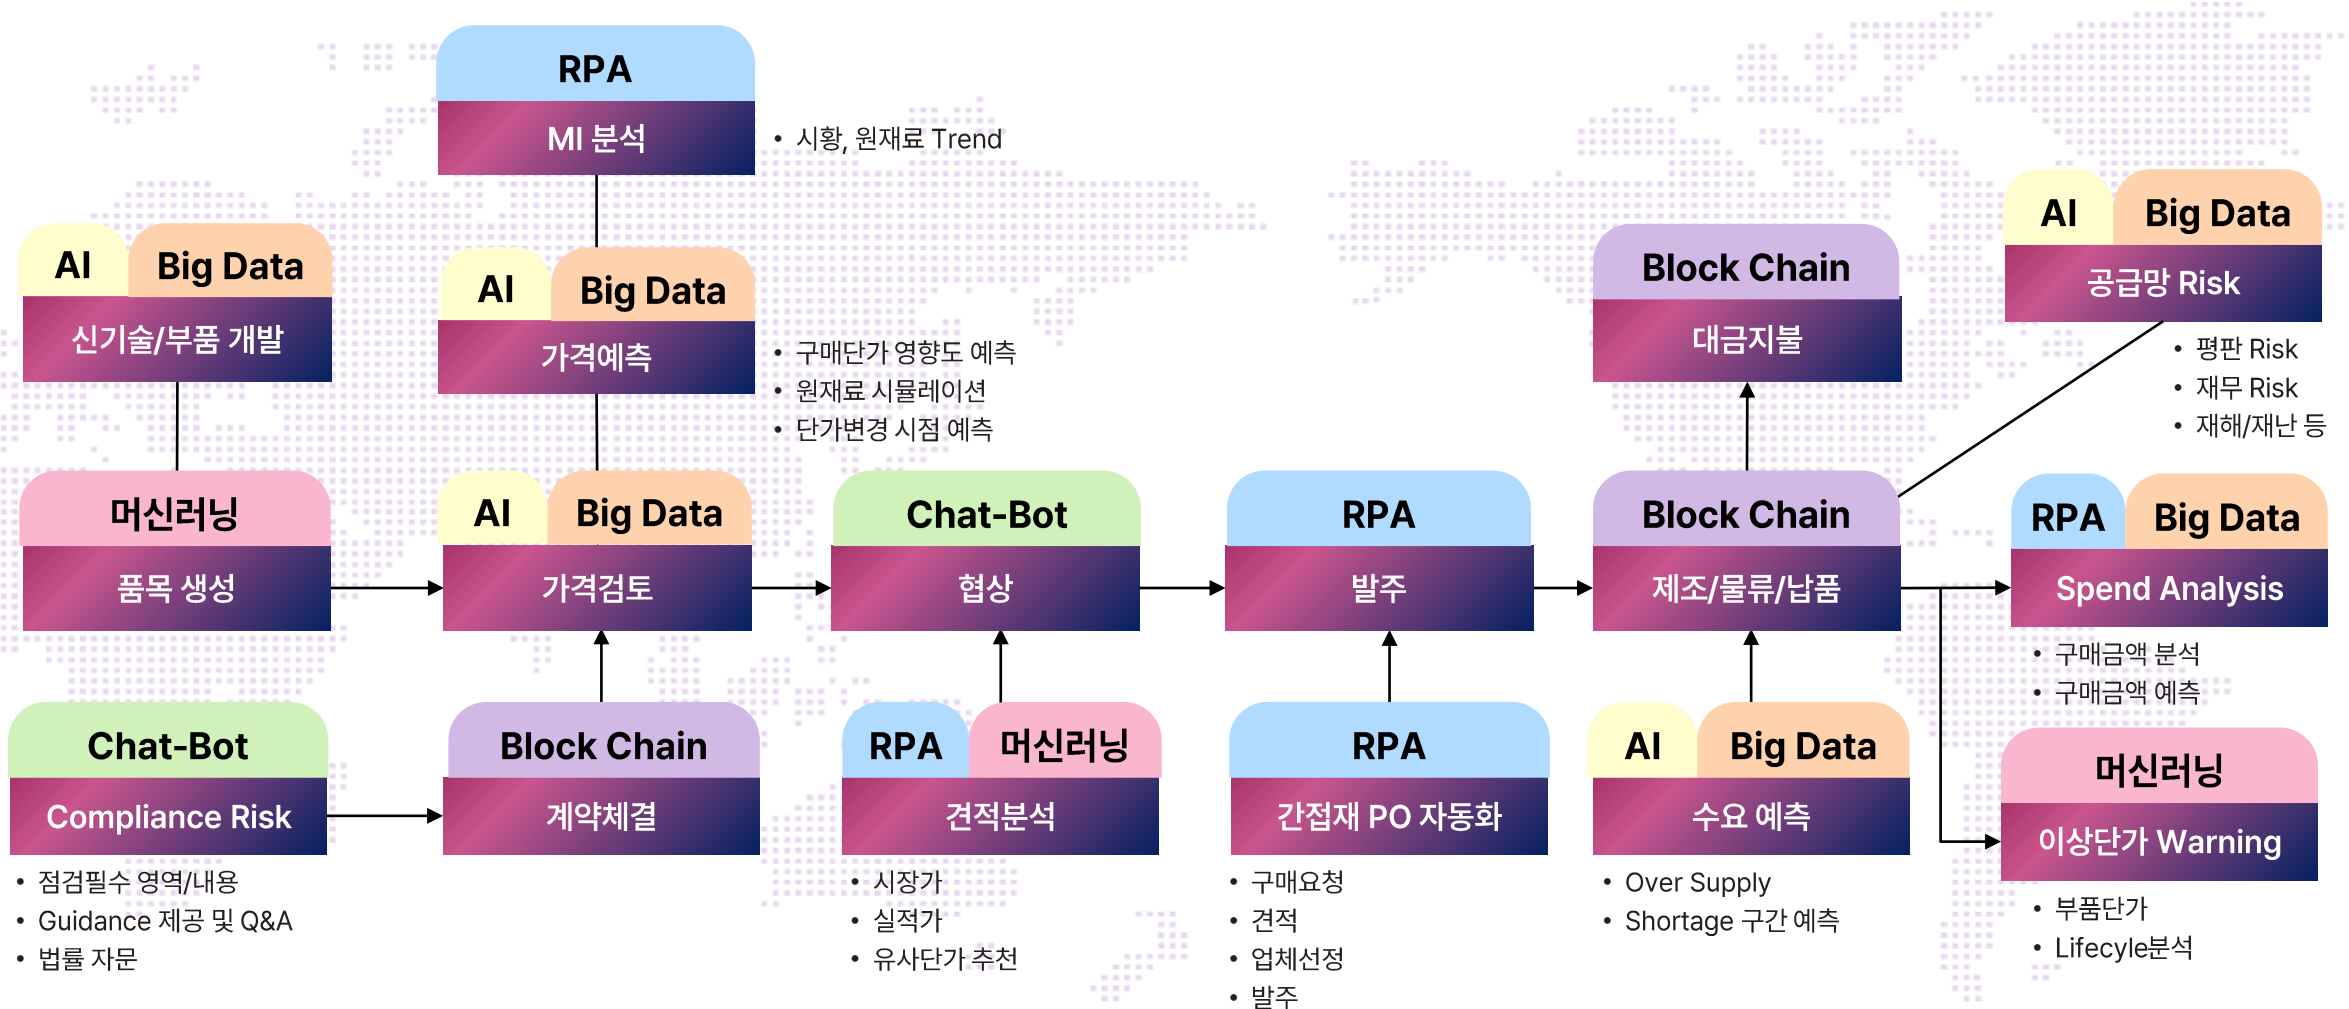 RPA
MI 분석
• 시황, 원재료 Trend
AI Big Data
신기술/부품 개발
AI Big Data
가격예측
• 구매단가 영향도 예측
• 원재료 시뮬레이션
• 단가변경 시점 예측
Block Chain
대금지불
AI Big Data
공급망 Risk
• 평판 Risk
• 재무 Risk
• 재해/재난 등
머신러닝
품목 생성
AI Big Data
가격검토
Chat-Bot
협상
RPA
발주
Block Chain
제조/물류/납품
RPA Big Data
Spend Analysis
• 구매금액 분석
• 구매금액 예측
Chat-Bot
Compliance Risk
• 점검필수 영역/내용
• Guidance 제공 및 Q&A
• 법률 자문
Block Chain
계약체결
RPA 머신러닝
견적분석
• 시장가
• 실적가
• 유사단가 추천
RPA
간접재 PO 자동화
• 구매요청
• 견적
• 업체선정
• 발주
AI Big Data
수요 예측
• Over Supply
• Shortage 구간 예측
머신러닝
이상단가 Warning
• 부품단가
• Lifecyle분석